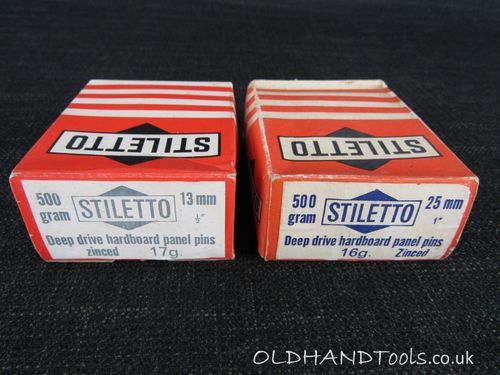 STILETTO
500 gram STILETTO 13 mm
½"
Deep drive hardboard panel pins
zinced 17g.
STILETTO
500 gram STILETTO 25 mm
1"
Deep drive hardboard panel pins
16g. Zinced
OLDHANDTools.co.uk